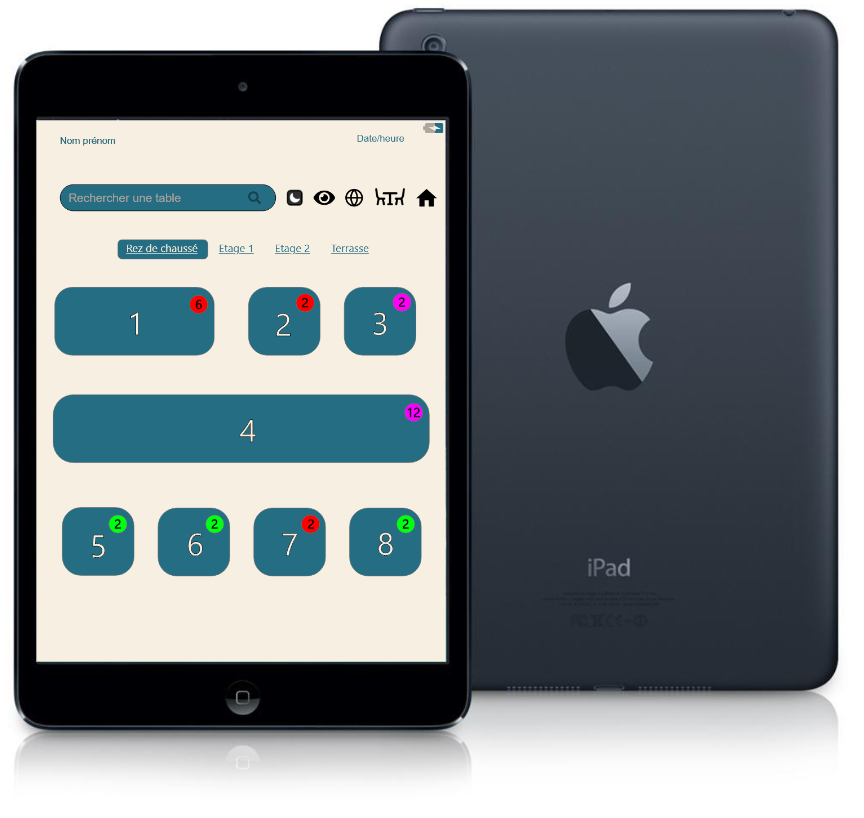 Nom prénom
Date/heure
Rechercher une table
Rez de chaussé Etage 1 Etage 2 Terrasse
6 2 2
1 2 3
12
4
2 2 2 2
5 6 7 8
iPad